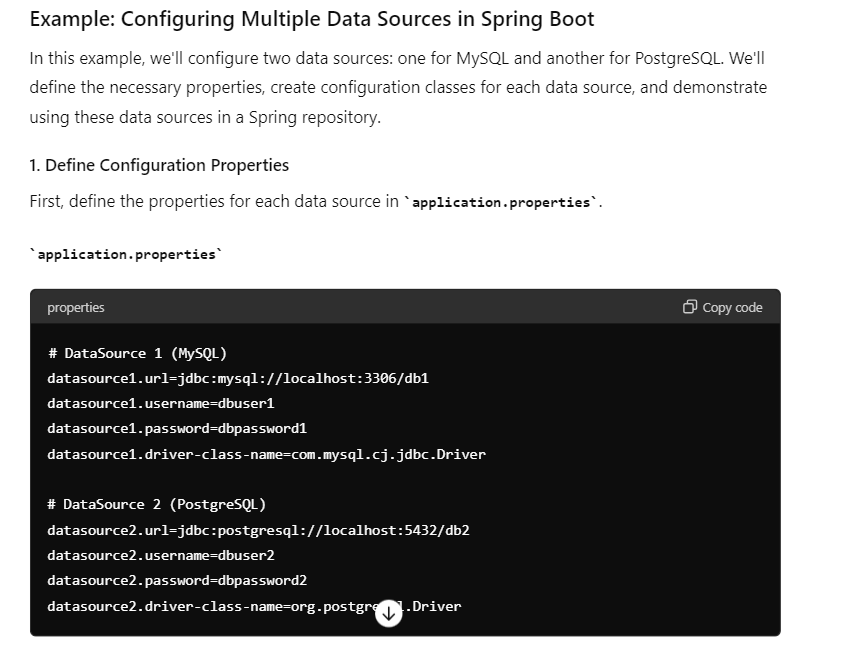 Example: Configuring Multiple Data Sources in Spring Boot
In this example, we'll configure two data sources: one for MySQL and another for PostgreSQL. We'll
define the necessary properties, create configuration classes for each data source, and demonstrate
using these data sources in a Spring repository.
1. Define Configuration Properties
First, define the properties for each data source in `application.properties`.
`application.properties`
properties
Copy code
# DataSource 1 (MySQL)
datasource1.url=jdbc:mysql://localhost:3306/db1
datasource1.username=dbuser1
datasource1.password=dbpassword1
datasource1.driver-class-name=com.mysql.cj.jdbc.Driver
# DataSource 2 (PostgreSQL)
datasource2.url=jdbc:postgresql://localhost:5432/db2
datasource2.username=dbuser2
datasource2.password=dbpassword2
datasource2.driver-class-name=org.postgresql.Driver